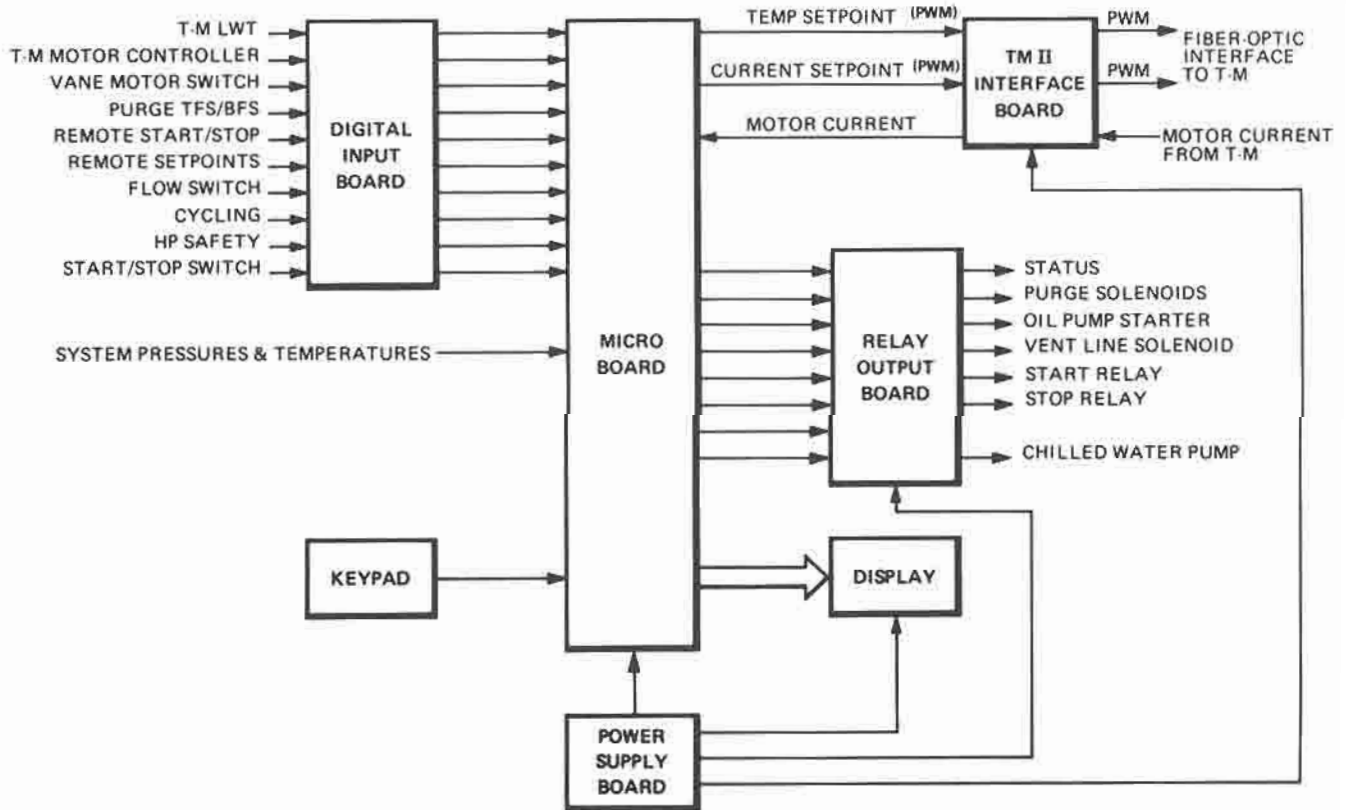 T-M LWT
T-M MOTOR CONTROLLER
VANE MOTOR SWITCH
PURGE TFS/BFS
REMOTE START/STOP
REMOTE SETPOINTS
FLOW SWITCH
CYCLING
HP SAFETY
START/STOP SWITCH
DIGITAL
INPUT
BOARD
SYSTEM PRESSURES & TEMPERATURES
KEYPAD
MICRO
BOARD
TEMP SETPOINT (PWM)
CURRENT SETPOINT (PWM)
MOTOR CURRENT
TM II
INTERFACE
BOARD
PWM
PWM
FIBER-OPTIC
INTERFACE
TO T-M
MOTOR CURRENT
FROM T-M
RELAY
OUTPUT
BOARD
STATUS
PURGE SOLENOIDS
OIL PUMP STARTER
VENT LINE SOLENOID
START RELAY
STOP RELAY
CHILLED WATER PUMP
DISPLAY
POWER
SUPPLY
BOARD